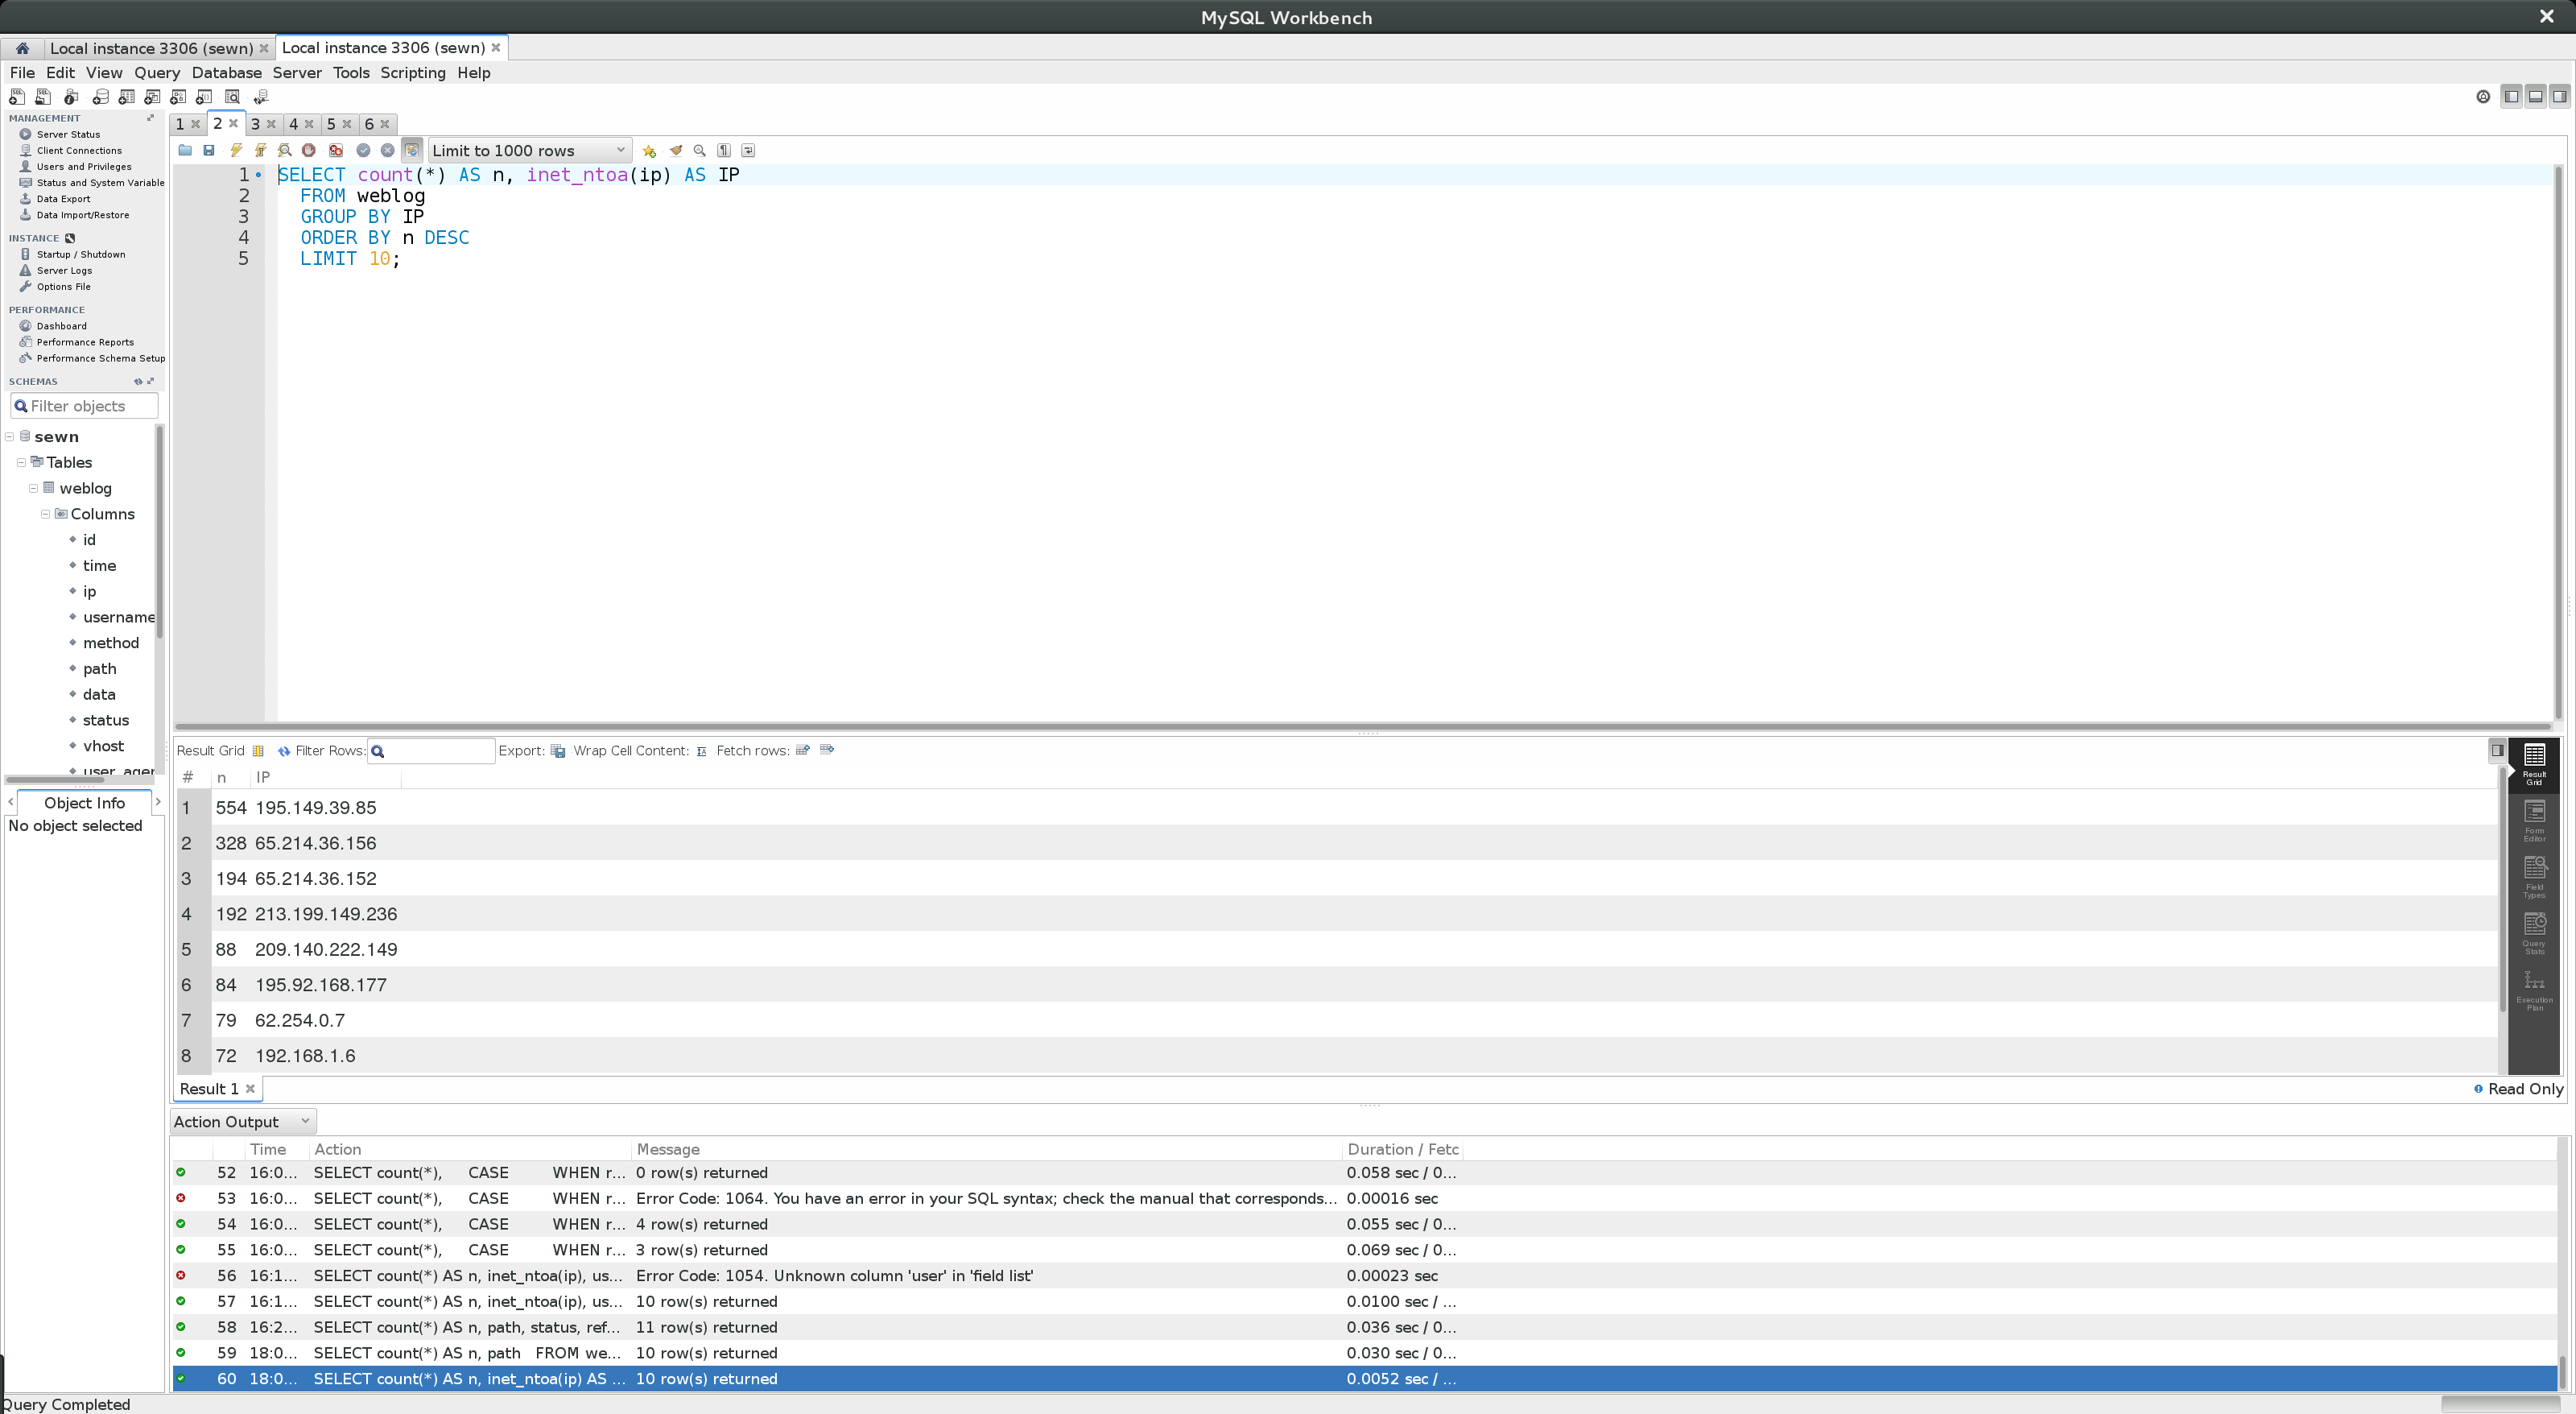 MySQL Workbench
Local instance 3306 (sewn) Local instance 3306 (sewn)
File Edit View Query Database Server Tools Scripting Help
MANAGEMENT
Server Status
Client Connections
Users and Privileges
Status and System Variable
Data Export
Data Import/Restore
INSTANCE
Startup / Shutdown
Server Logs
Options File
PERFORMANCE
Dashboard
Performance Reports
Performance Schema Setup
SCHEMAS
Filter objects
sewn
Tables
weblog
Columns
id
time
ip
username
method
path
data
status
vhost
user_agen
Object Info
No object selected
1 2 3 4 5 6
Limit to 1000 rows
1 SELECT count(*) AS n, inet_ntoa(ip) AS IP
2 FROM weblog
3 GROUP BY IP
4 ORDER BY n DESC
5 LIMIT 10;
Result Grid Filter Rows: Export: Wrap Cell Content: Fetch rows:
# n IP
1 554 195.149.39.85
2 328 65.214.36.156
3 194 65.214.36.152
4 192 213.199.149.236
5 88 209.140.222.149
6 84 195.92.168.177
7 79 62.254.0.7
8 72 192.168.1.6
Result Grid
Form Editor
Field Types
Query Stats
Execution Plan
Result 1 Read Only
Action Output
Time Action Message Duration / Fetc
52 16:0... SELECT count(*), CASE WHEN r... 0 row(s) returned 0.058 sec / 0...
53 16:0... SELECT count(*), CASE WHEN r... Error Code: 1064. You have an error in your SQL syntax; check the manual that corresponds... 0.00016 sec
54 16:0... SELECT count(*), CASE WHEN r... 4 row(s) returned 0.055 sec / 0...
55 16:0... SELECT count(*), CASE WHEN r... 3 row(s) returned 0.069 sec / 0...
56 16:1... SELECT count(*) AS n, inet_ntoa(ip), us... Error Code: 1054. Unknown column 'user' in 'field list' 0.00023 sec
57 16:1... SELECT count(*) AS n, inet_ntoa(ip), us... 10 row(s) returned 0.0100 sec / ...
58 16:2... SELECT count(*) AS n, path, status, ref... 11 row(s) returned 0.036 sec / 0...
59 18:0... SELECT count(*) AS n, path FROM we... 10 row(s) returned 0.030 sec / 0...
60 18:0... SELECT count(*) AS n, inet_ntoa(ip) AS ... 10 row(s) returned 0.0052 sec / ...
Query Completed